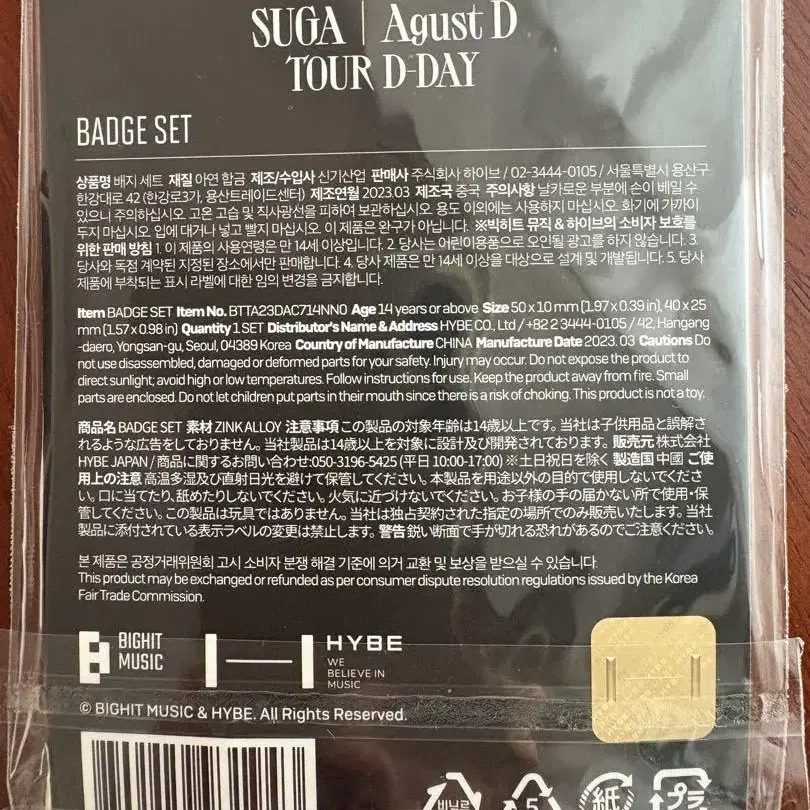 SUGA | Agust D
TOUR D-DAY
BADGE SET
상품명 배지 세트 재질 아연 합금 제조/수입사 신기산업 판매사 주식회사 하이브 / 02-3444-0105 / 서울특별시 용산구
한강대로 42 (한강로3가, 용산트레이드센터) 제조연월 2023.03 제조국 중국 주의사항 날카로운 부분에 손이 베일 수
있으니 주의하십시오. 고온 고습 및 직사광선을 피하여 보관하십시오. 용도 이외에는 사용하지 마십시오. 화기에 가까이
두지 마십시오. 입에 대거나 넣고 빨지 마십시오. 이 제품은 완구가 아닙니다. ※빅히트 뮤직 & 하이브의 소비자 보호를
위한 판매 방침 1. 이 제품의 사용연령은 만 14세 이상입니다. 2. 당사는 어린이용품으로 오인될 광고를 하지 않습니다. 3.
당사와 독점 계약된 지정된 장소에서만 판매합니다. 4. 당사 제품은 만 14세 이상을 대상으로 설계 및 개발됩니다. 5. 당사
제품에 부착되는 표시 라벨에 대한 임의 변경을 금지합니다.
Item BADGE SET Item No. BTTA23DAC714NN0 Age 14 years or above Size 50 x 10 mm (1.97 x 0.39 in), 40 x 25
mm (1.57 x 0.98 in) Quantity 1 SET Distributor's Name & Address HYBE CO., Ltd / +82 2 3444-0105 / 42, Hangang
-daero, Yongsan-gu, Seoul, 04389 Korea Country of Manufacture CHINA Manufacture Date 2023. 03 Cautions Do
not use disassembled, damaged or deformed parts for your safety. Injury may occur. Do not expose the product to
direct sunlight; avoid high or low temperatures. Follow instructions for use. Keep the product away from fire. Small
parts are enclosed. Do not let children put parts in their mouth since there is a risk of choking. This product is not a toy.
商品名 BADGE SET 素材 ZINK ALLOY 注意事項 この製品の対象年齢は14歳以上です。当社は子供用品と誤解さ
れるような広告をしておりません。当社製品は14歳以上を対象に設計及び開発されております。販売元 株式会社
HYBE JAPAN / 商品に関するお問い合わせ:050-3196-5425 (平日 10:00-17:00) ※土日祝日を除く 製造国 中國 ご使
用上の注意 高温多湿及び直射日光を避けて保管してください。本製品を用途以外の目的で使用しないでくださ
い。口に当てたり、舐めたりしないでください。火気に近づけないでください。お子様の手の届かない所で使用・保
管してください。この製品は玩具ではありません。当社は独占契約された指定の場所でのみ販売いたします。当社
製品に添付されている表示ラベルの変更は禁止します。警告 鋭い断面で手が切れる恐れがあるのでご注意ください。
본 제품은 공정거래위원회 고시 소비자 분쟁 해결 기준에 의거 교환 및 보상을 받으실 수 있습니다.
This product may be exchanged or refunded as per consumer dispute resolution regulations issued by the Korea
Fair Trade Commission.
BIGHIT
MUSIC
HYBE
WE
BELIEVE IN
MUSIC
© BIGHIT MUSIC & HYBE. All Rights Reserved.
비닐류
5
紙
プラ